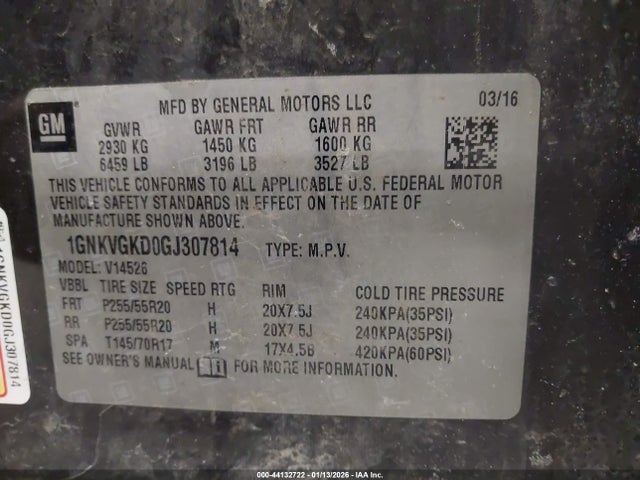 GM
MFD BY GENERAL MOTORS LLC 03/16
GVWR GAWR FRT GAWR RR
2930 KG 1450 KG 1600 KG
6459 LB 3196 LB 3527 LB
THIS VEHICLE CONFORMS TO ALL APPLICABLE U.S. FEDERAL MOTOR
VEHICLE SAFETY STANDARDS IN EFFECT ON THE DATE OF
MANUFACTURE SHOWN ABOVE.
1GNKVGKD0GJ307814 TYPE: M.P.V.
MODEL: V14526
VBBL TIRE SIZE SPEED RTG RIM COLD TIRE PRESSURE
FRT P255/55R20 H 20X7.5J 240KPA(35PSI)
RR P255/55R20 H 20X7.5J 240KPA(35PSI)
SPA T145/70R17 M 17X4.5B 420KPA(60PSI)
SEE OWNER'S MANUAL FOR MORE INFORMATION.
1GNKVGKD0GJ307814
000-44132722 - 01/13/2026 - IAA Inc.